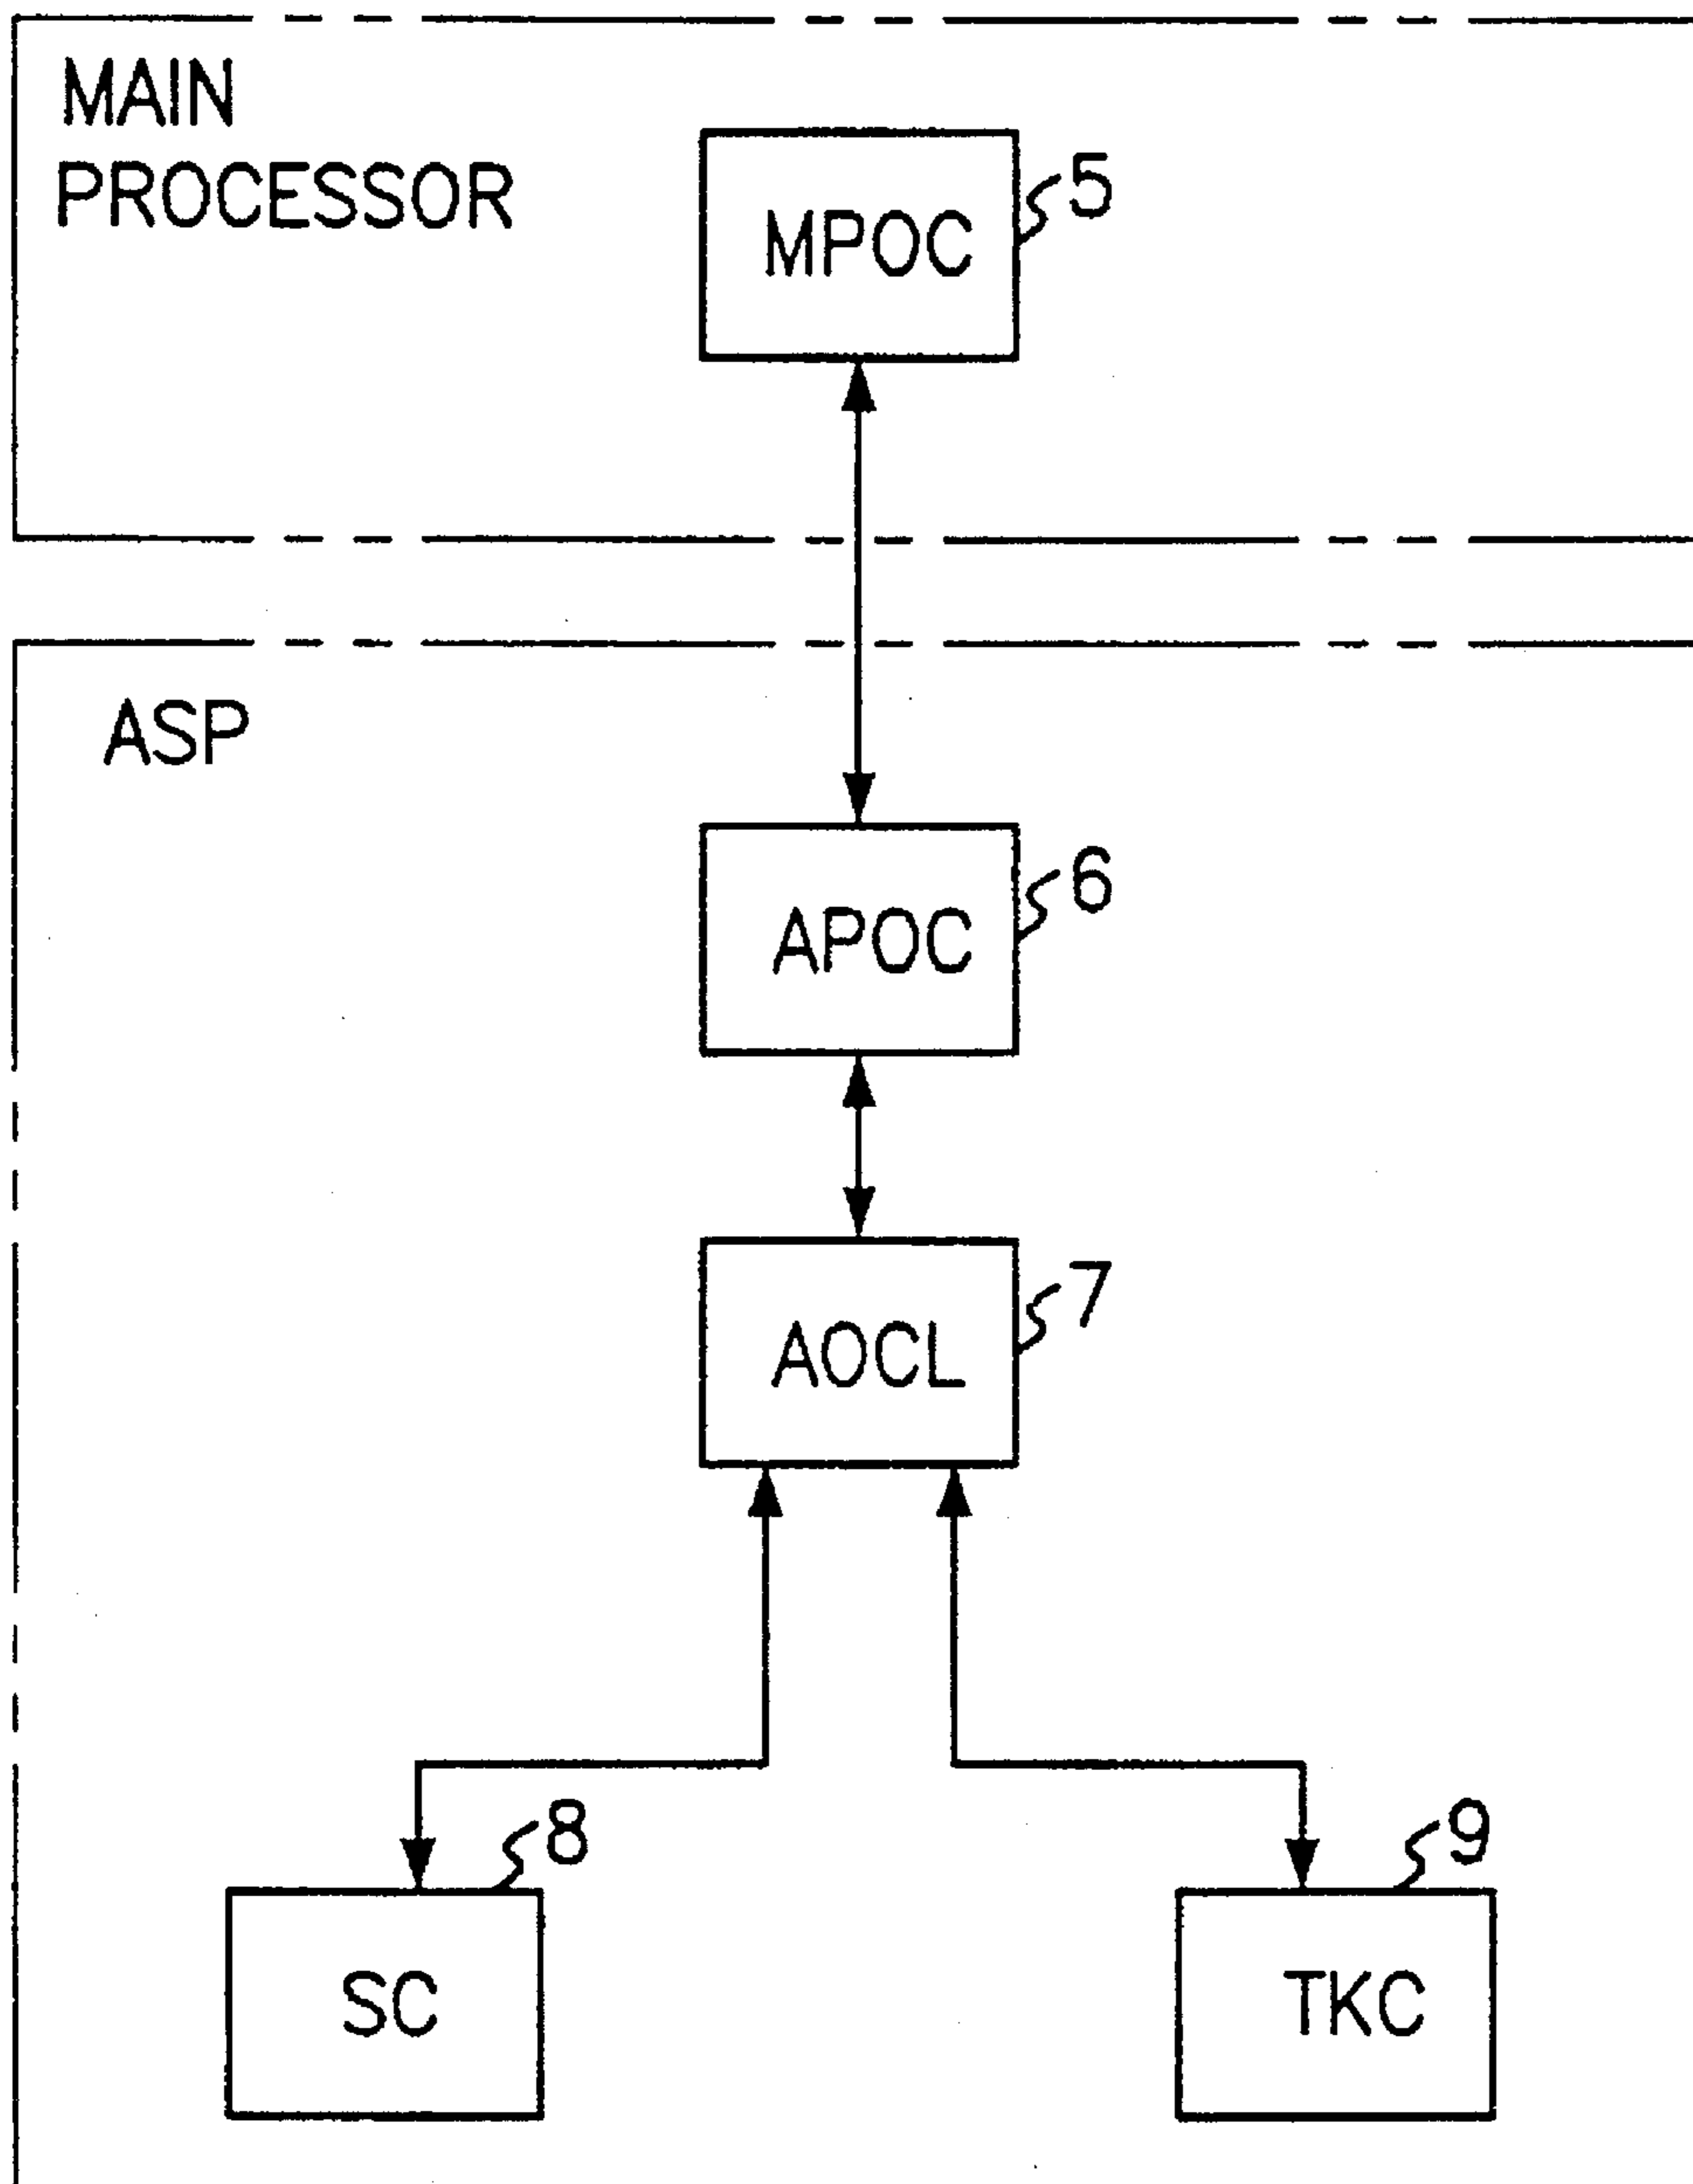 MAIN
PROCESSOR
MPOC
5
ASP
APOC
6
AOCL
7
8
SC
9
TKC